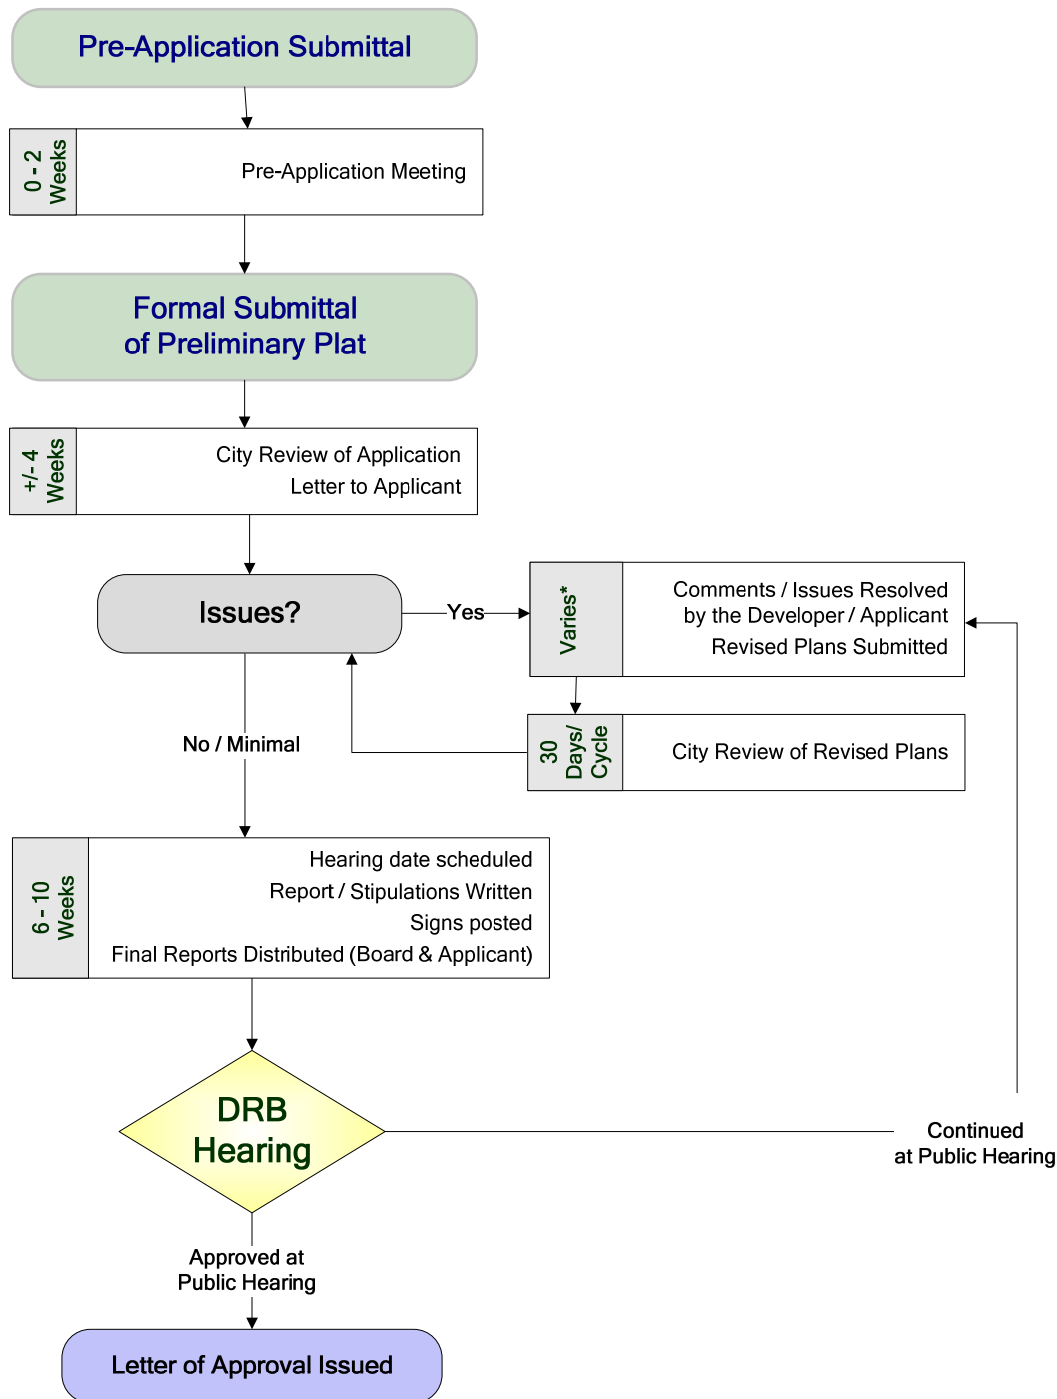 Pre-Application Submittal
0 - 2
Weeks
Pre-Application Meeting
Formal Submittal
of Preliminary Plat
+/- 4
Weeks
City Review of Application
Letter to Applicant
Issues?
Yes
Varies*
Comments / Issues Resolved
by the Developer / Applicant
Revised Plans Submitted
30
Days/
Cycle
City Review of Revised Plans
No / Minimal
6 - 10
Weeks
Hearing date scheduled
Report / Stipulations Written
Signs posted
Final Reports Distributed (Board & Applicant)
DRB
Hearing
Continued
at Public Hearing
Approved at
Public Hearing
Letter of Approval Issued